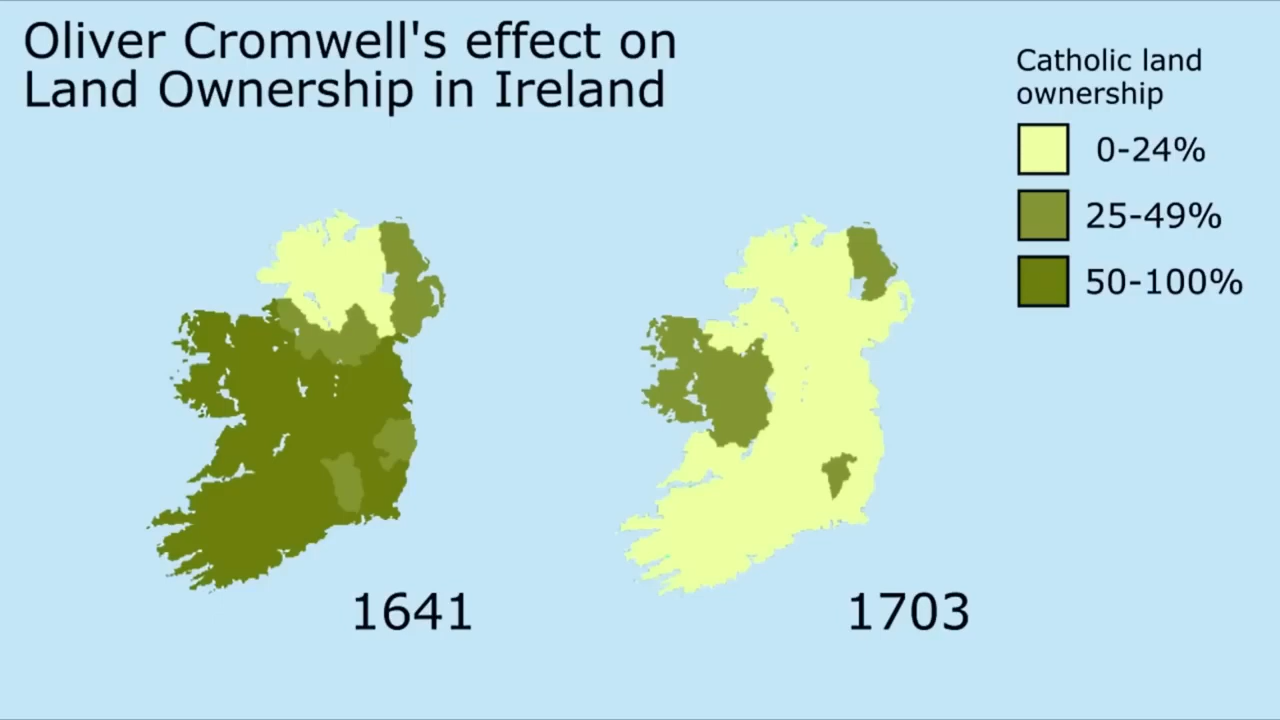 Oliver Cromwell's effect on
Land Ownership in Ireland
Catholic land
ownership
0-24%
25-49%
50-100%
1641
1703